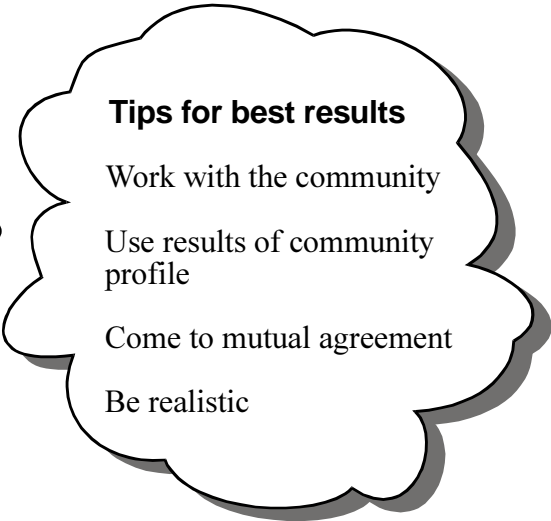 Tips for best results
Work with the community
Use results of community
profile
Come to mutual agreement
Be realistic